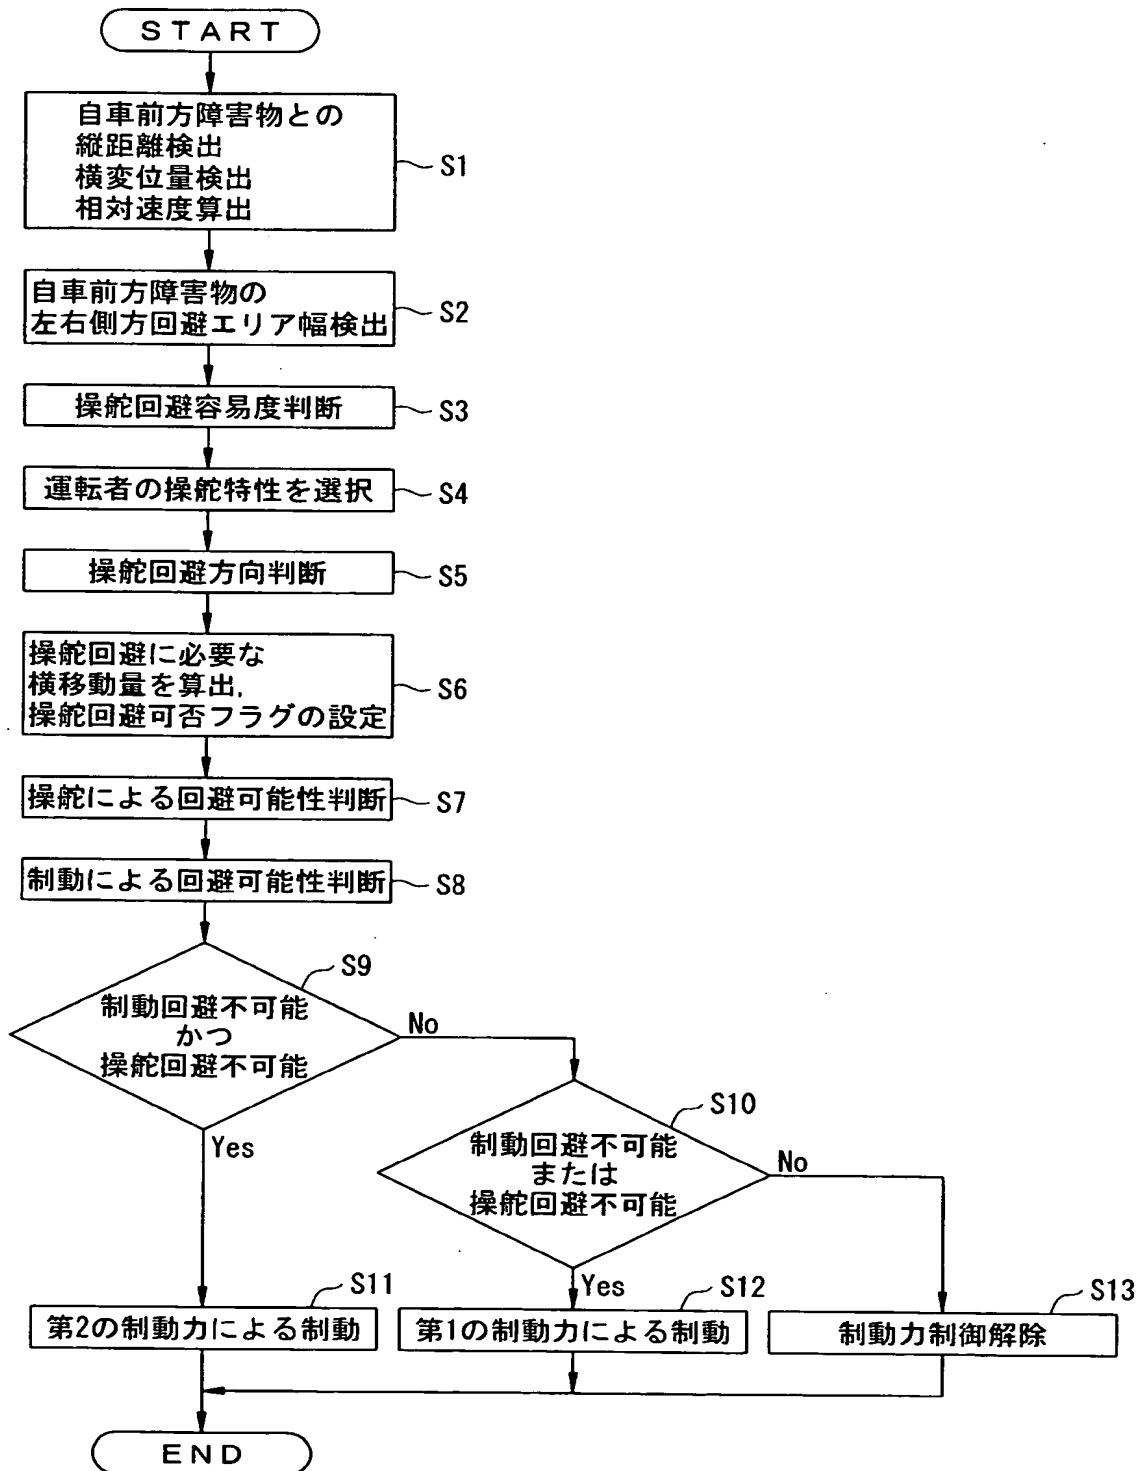 START
自車前方障害物との
縦距離検出
横変位量検出
相対速度算出
S1
自車前方障害物の
左右側方回避エリア幅検出
S2
操舵回避容易度判断
S3
運転者の操舵特性を選択
S4
操舵回避方向判断
S5
操舵回避に必要な
横移動量を算出,
操舵回避可否フラグの設定
S6
操舵による回避可能性判断
S7
制動による回避可能性判断
S8
S9
制動回避不可能
かつ
操舵回避不可能
No
Yes
S10
制動回避不可能
または
操舵回避不可能
No
Yes
S11
第2の制動力による制動
S12
第1の制動力による制動
S13
制動力制御解除
END